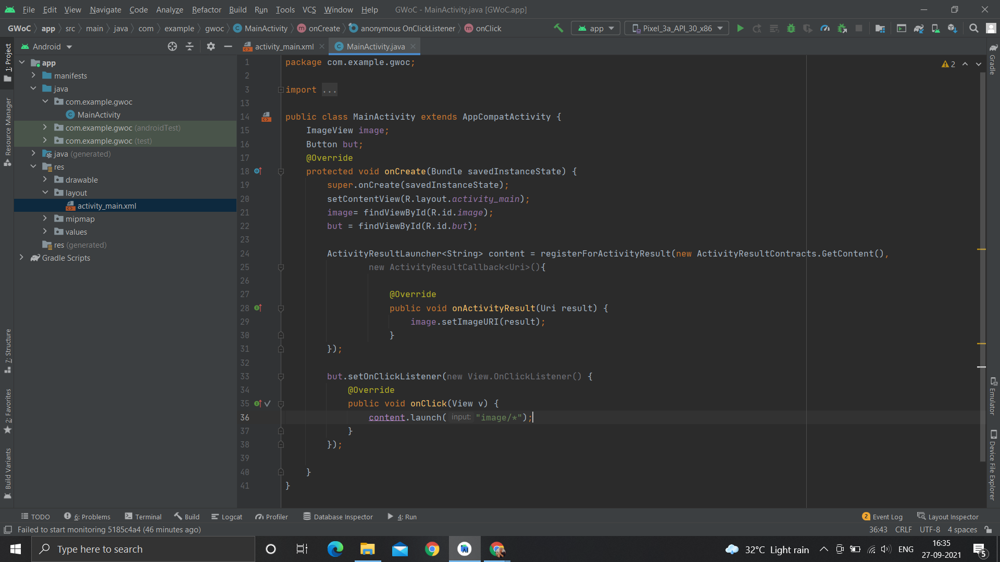 File Edit View Navigate Code Analyze Refactor Build Run Tools VCS Window Help GWoC - MainActivity.java [GWoC.app]
GWoC app src main java com example gwoc MainActivity onCreate anonymous OnClickListener onClick app Pixel_3a_API_30_x86
Android activity_main.xml MainActivity.java
1: Project
Resource Manager
7: Structure
2: Favorites
Build Variants
app
manifests
java
com.example.gwoc
MainActivity
com.example.gwoc (androidTest)
com.example.gwoc (test)
java (generated)
res
drawable
layout
activity_main.xml
mipmap
values
res (generated)
Gradle Scripts
1 package com.example.gwoc;
2
3 import ...
13
14 public class MainActivity extends AppCompatActivity {
15 ImageView image;
16 Button but;
17 @Override
18 protected void onCreate(Bundle savedInstanceState) {
19 super.onCreate(savedInstanceState);
20 setContentView(R.layout.activity_main);
21 image= findViewById(R.id.image);
22 but = findViewById(R.id.but);
23
24 ActivityResultLauncher<String> content = registerForActivityResult(new ActivityResultContracts.GetContent(),
25 new ActivityResultCallback<Uri>(){
26
27 @Override
28 public void onActivityResult(Uri result) {
29 image.setImageURI(result);
30 }
31 });
32
33 but.setOnClickListener(new View.OnClickListener() {
34 @Override
35 public void onClick(View v) {
36 content.launch( input: "image/*");
37 }
38 });
39
40 }
41 }
2
Gradle
Emulator
Device File Explorer
TODO 6: Problems Terminal Build Logcat Profiler Database Inspector 4: Run 2 Event Log Layout Inspector
Failed to start monitoring 5185c4a4 (46 minutes ago) 36:43 CRLF UTF-8 4 spaces
Type here to search 32°C Light rain ENG 16:35
27-09-2021
5